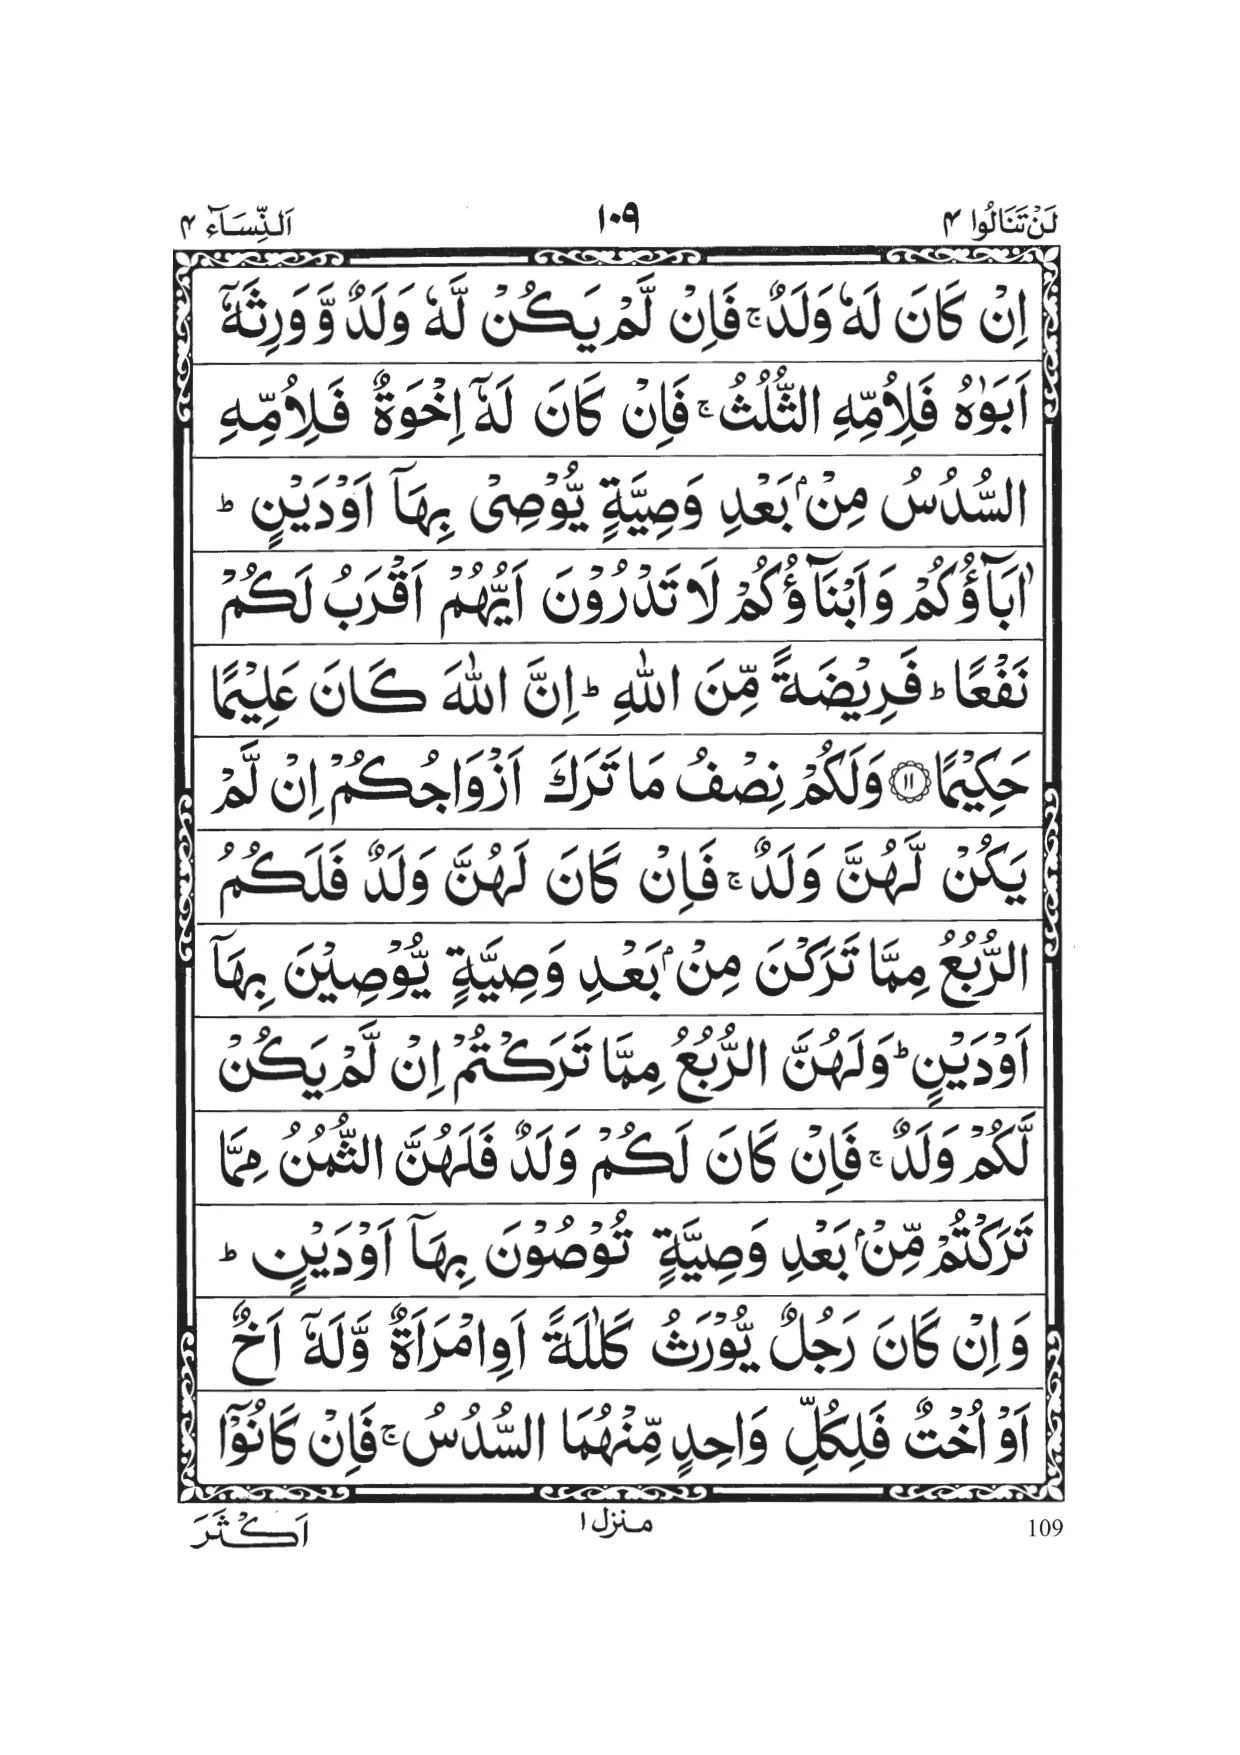 لَنْ تَنَالُوا ۴ ۱۰۹ اَلنِّسَآء ۴
اِنْ كَانَ لَهٗ وَلَدٌ ۚ فَاِنْ لَّمْ يَكُنْ لَّهٗ وَلَدٌ وَّ وَرِثَهٗۤ
اَبَوٰهُ فَلِاُمِّهِ الثُّلُثُ ۚ فَاِنْ كَانَ لَهٗۤ اِخْوَةٌ فَلِاُمِّهِ
السُّدُسُ مِنْۢ بَعْدِ وَصِيَّةٍ يُّوْصِىْ بِهَاۤ اَوْ دَيْنٍ ؕ
اٰبَآؤُكُمْ وَ اَبْنَآؤُكُمْ لَا تَدْرُوْنَ اَيُّهُمْ اَقْرَبُ لَكُمْ
نَفْعًا ؕ فَرِيْضَةً مِّنَ اللّٰهِ ؕ اِنَّ اللّٰهَ كَانَ عَلِيْمًا
حَكِيْمًا ۝۱۱ وَلَكُمْ نِصْفُ مَا تَرَكَ اَزْوَاجُكُمْ اِنْ لَّمْ
يَكُنْ لَّهُنَّ وَلَدٌ ۚ فَاِنْ كَانَ لَهُنَّ وَلَدٌ فَلَكُمُ
الرُّبُعُ مِمَّا تَرَكْنَ مِنْۢ بَعْدِ وَصِيَّةٍ يُّوْصِيْنَ بِهَاۤ
اَوْ دَيْنٍ ؕ وَلَهُنَّ الرُّبُعُ مِمَّا تَرَكْتُمْ اِنْ لَّمْ يَكُنْ
لَّكُمْ وَلَدٌ ۚ فَاِنْ كَانَ لَكُمْ وَلَدٌ فَلَهُنَّ الثُّمُنُ مِمَّا
تَرَكْتُمْ مِّنْۢ بَعْدِ وَصِيَّةٍ تُوْصُوْنَ بِهَاۤ اَوْ دَيْنٍ ؕ
وَ اِنْ كَانَ رَجُلٌ يُّوْرَثُ كَلٰلَةً اَوِ امْرَاَةٌ وَّلَهٗۤ اَخٌ
اَوْ اُخْتٌ فَلِكُلِّ وَاحِدٍ مِّنْهُمَا السُّدُسُ ۚ فَاِنْ كَانُوْۤا
اَكْثَرَ منزل ۱ 109